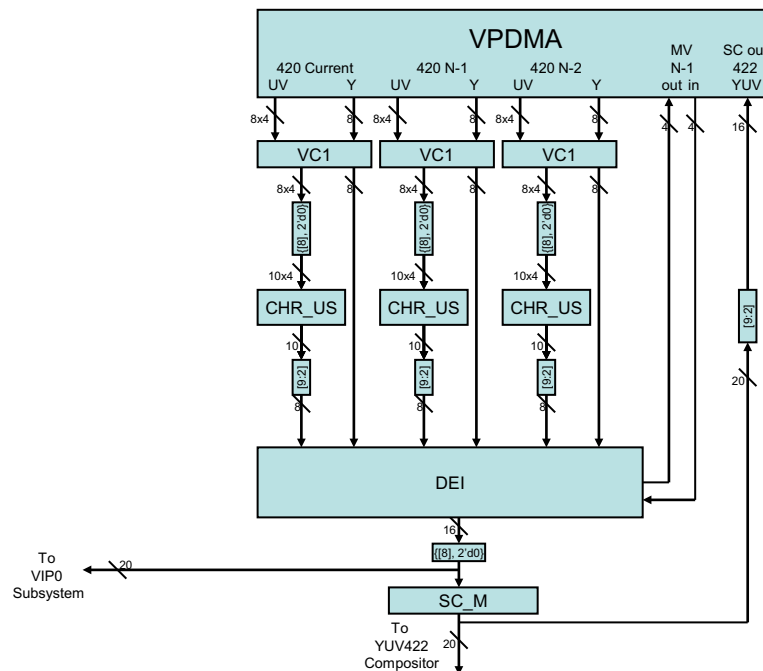 VPDMA
MV
SC ou
420 Current
420 N-1
420 N-2
N-1
422
UV
Y
UV
Y
UV
Y
out in
YUV
8x4
8
8x4
8
8x4
8
4
4
16
VC1
VC1
VC1
8x4
8
8x4
8
8x4
8
{[8], 2'd0}
{[8], 2'd0}
{[8], 2'd0}
10x4
10x4
10x4
CHR_US
CHR_US
CHR_US
[9:2]
10
10
10
[9:2]
[9:2]
[9:2]
20
8
8
8
DEI
16
{[8], 2'd0}
To
VIP0
Subsystem
20
SC_M
To
YUV422
Compositor
20